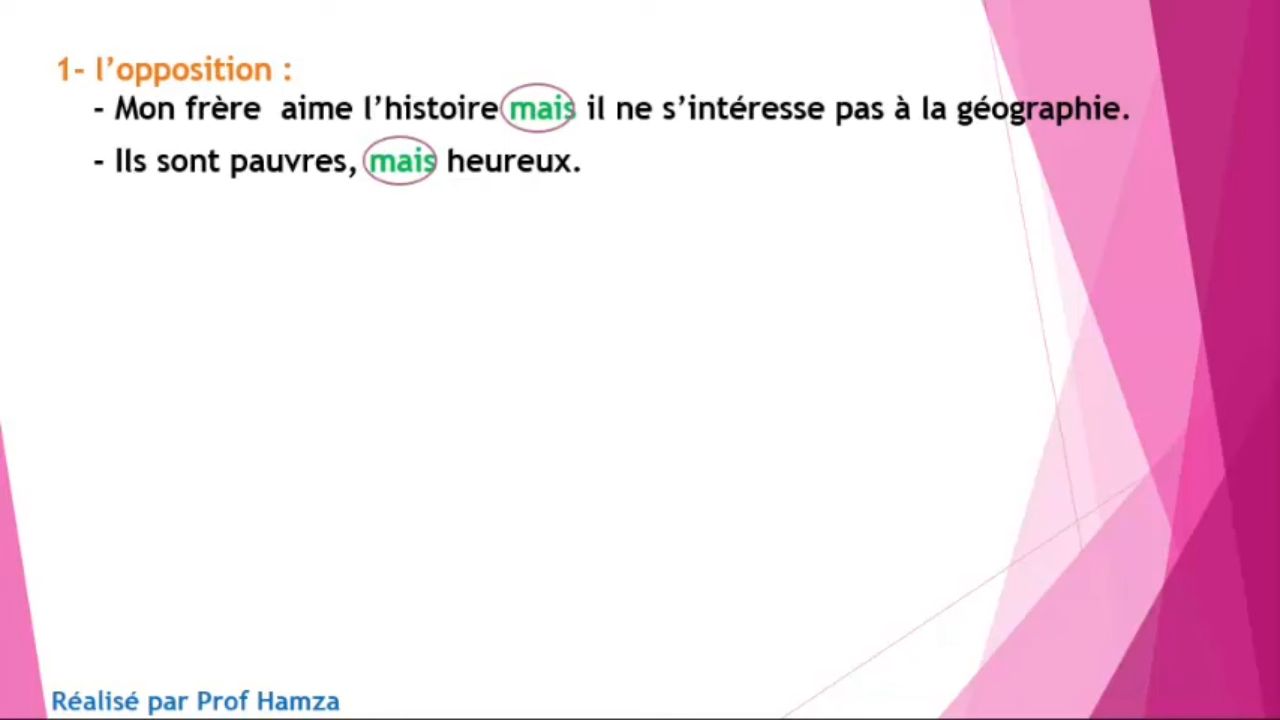 1- l’opposition :
- Mon frère aime l’histoire mais il ne s’intéresse pas à la géographie.
- Ils sont pauvres, mais heureux.
Réalisé par Prof Hamza